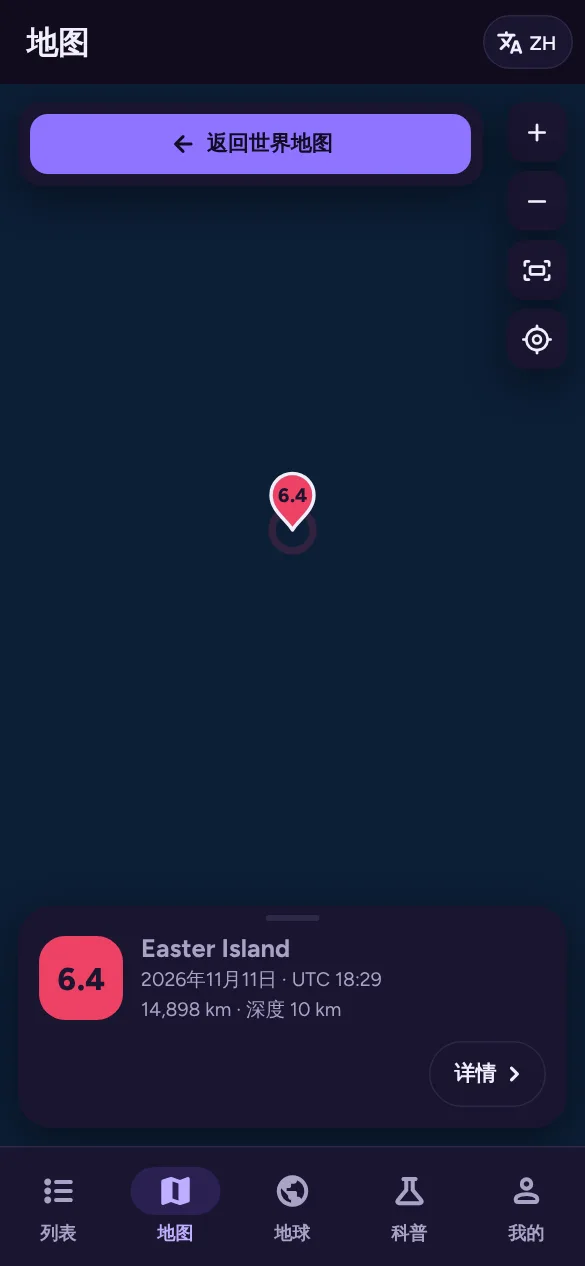 地图
ZH
返回世界地图
6.4
Easter Island
6.4
2026年11月11日 · UTC 18:29
14,898 km · 深度 10 km
详情
列表
地图
地球
科普
我的